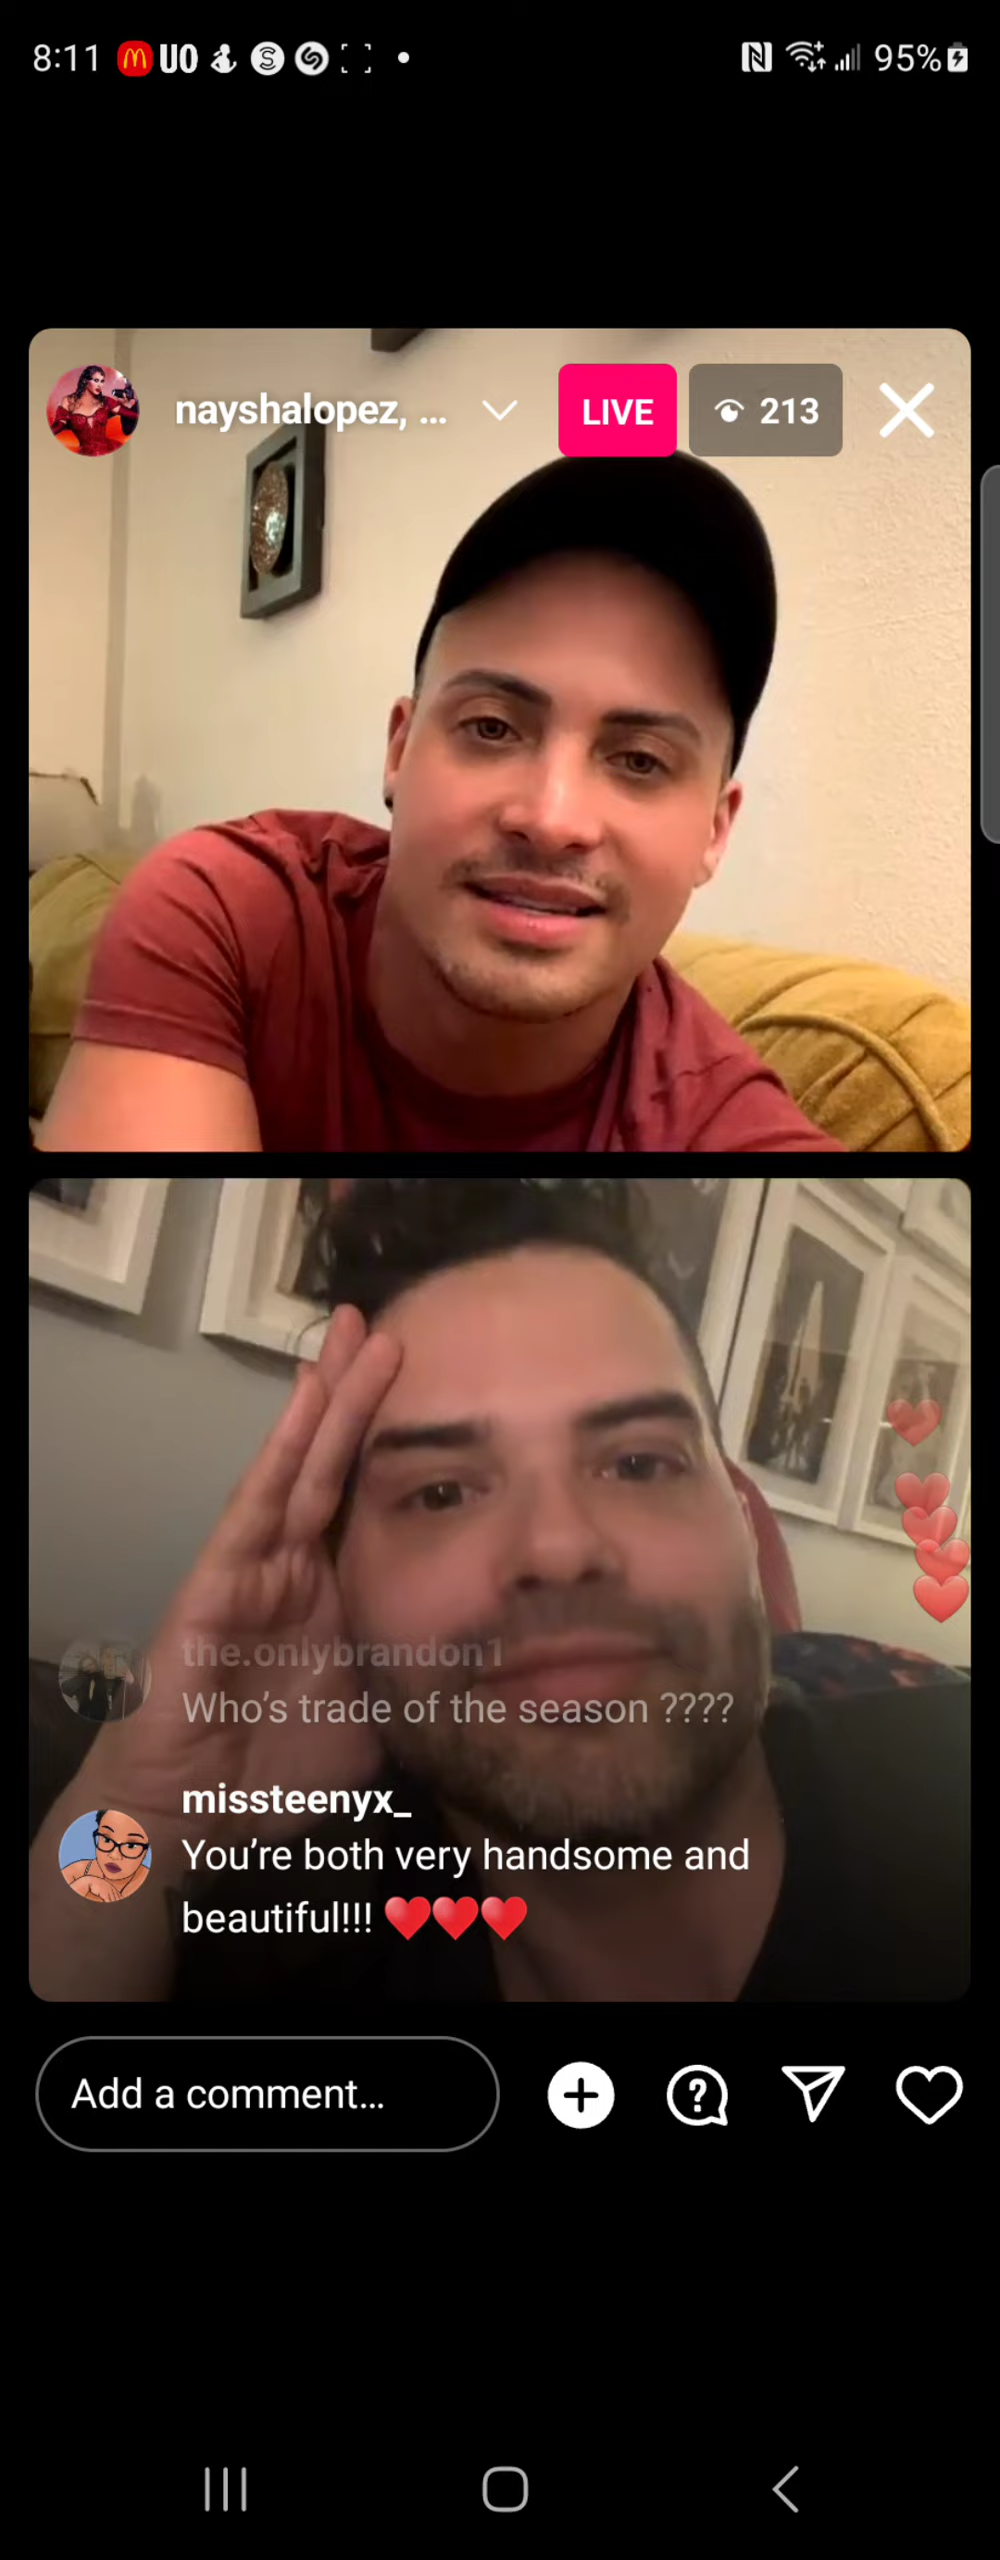 8:11 UO 95%
nayshalopez, ... LIVE 213
the.onlybrandon1
Who's trade of the season ????
missteenyx_
You're both very handsome and
beautiful!!! ❤️❤️❤️
Add a comment...